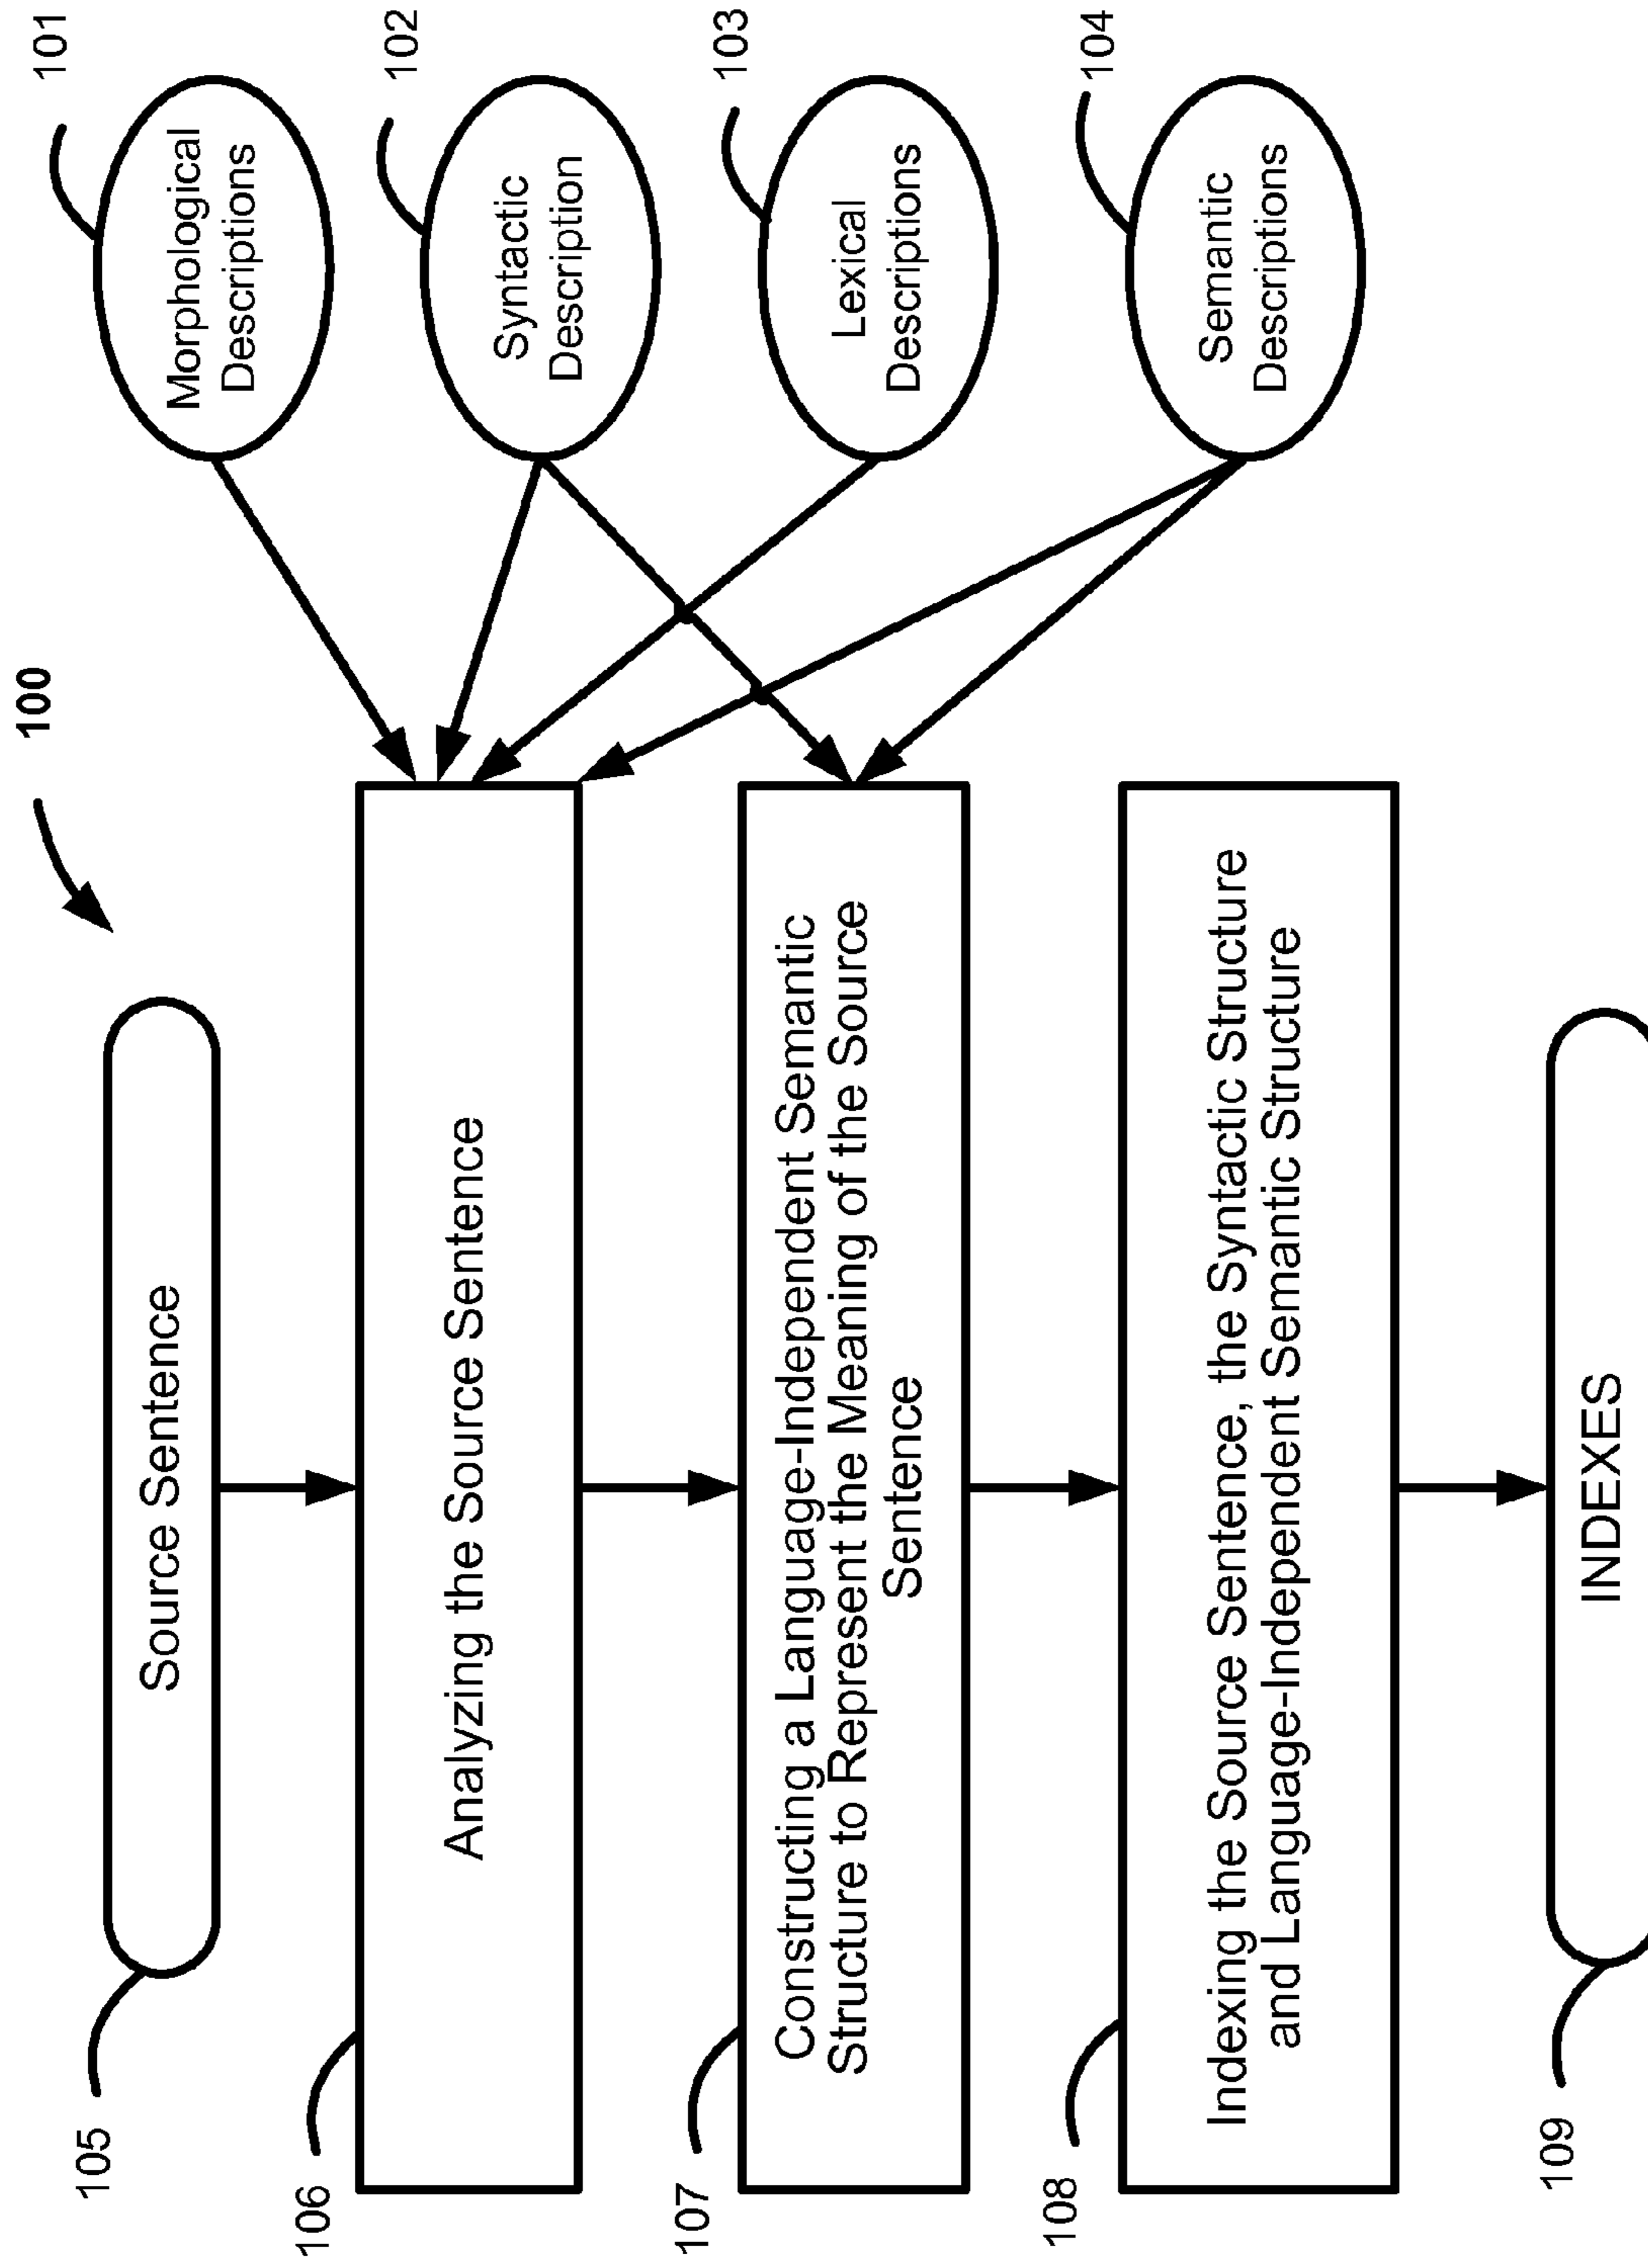 100
105
Source Sentence
106
Analyzing the Source Sentence
107
Constructing a Language-Independent Semantic
Structure to Represent the Meaning of the Source
Sentence
108
Indexing the Source Sentence, the Syntactic Structure
and Language-Independent Semantic Structure
109
INDEXES
101
Morphological
Descriptions
102
Syntactic
Description
103
Lexical
Descriptions
104
Semantic
Descriptions